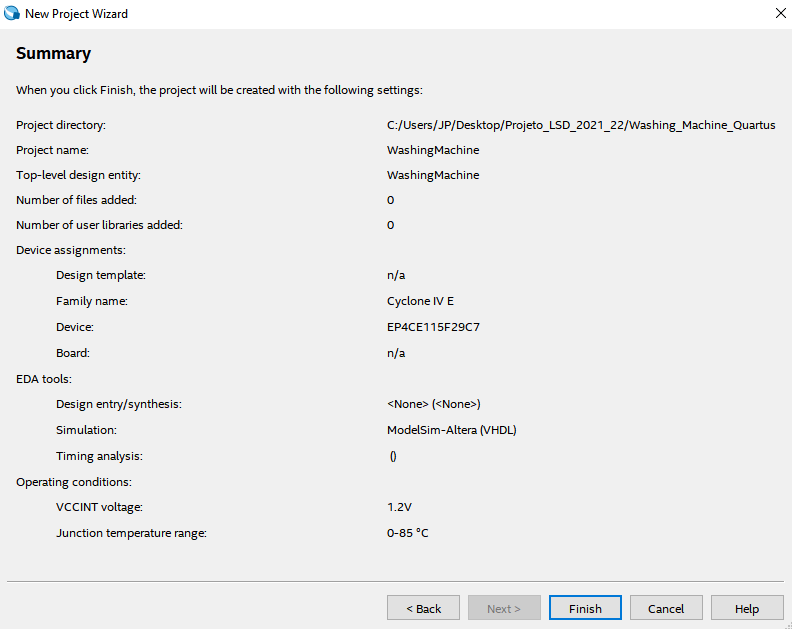 New Project Wizard
Summary
When you click Finish, the project will be created with the following settings:
Project directory: C:/Users/JP/Desktop/Projeto_LSD_2021_22/Washing_Machine_Quartus
Project name: WashingMachine
Top-level design entity: WashingMachine
Number of files added: 0
Number of user libraries added: 0
Device assignments:
Design template: n/a
Family name: Cyclone IV E
Device: EP4CE115F29C7
Board: n/a
EDA tools:
Design entry/synthesis: <None> (<None>)
Simulation: ModelSim-Altera (VHDL)
Timing analysis: ()
Operating conditions:
VCCINT voltage: 1.2V
Junction temperature range: 0-85 °C
< Back Next > Finish Cancel Help